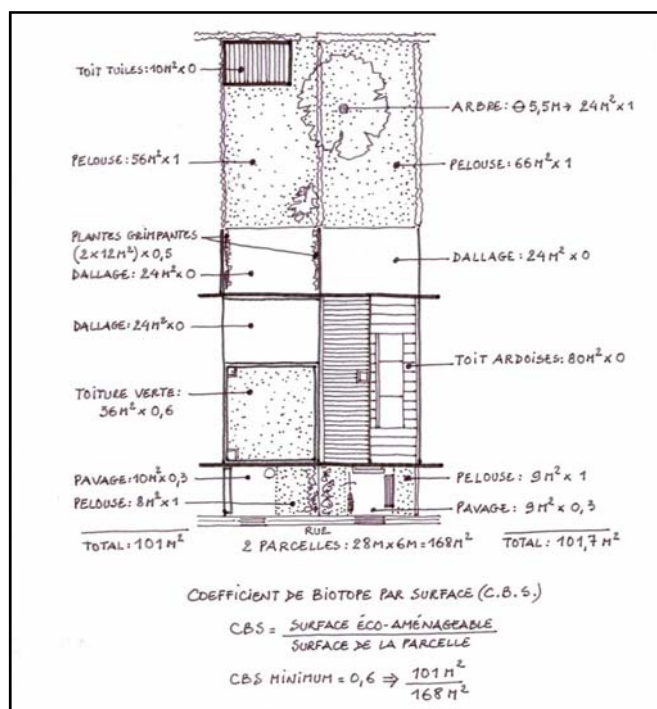 TOIT TUILES: 10M² x 0
ARBRE: ⌀ 5,5M → 24M² x 1
PELOUSE: 56M² x 1
PELOUSE: 66M² x 1
PLANTES GRIMPANTES
(2 x 12M²) x 0,5
DALLAGE: 24M² x 0
DALLAGE: 24M² x 0
DALLAGE: 24M² x 0
TOIT ARDOISES: 80M² x 0
TOITURE VERTE:
36M² x 0,6
PAVAGE: 10M² x 0,3
PELOUSE: 9M² x 1
PELOUSE: 8M² x 1
PAVAGE: 9M² x 0,3
RUE
TOTAL: 101 M²
2 PARCELLES: 28M x 6M = 168M²
TOTAL: 101,7 M²
COEFFICIENT DE BIOTOPE PAR SURFACE (C.B.S.)
CBS = SURFACE ÉCO-AMÉNAGEABLE
SURFACE DE LA PARCELLE
CBS MINIMUM = 0,6 ⇒ 101 M²
168 M²